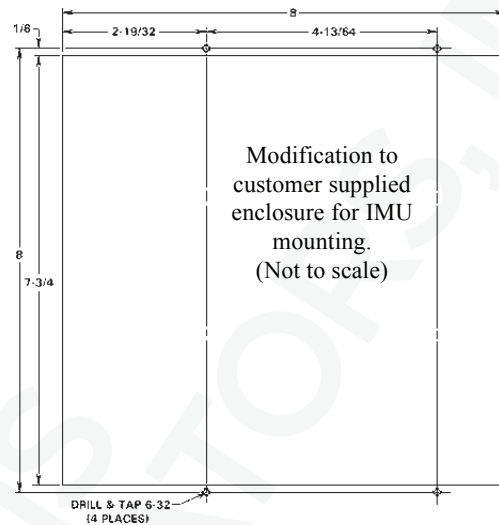 8
1/8 2-19/32 4-13/64
Modification to
customer supplied
enclosure for IMU
mounting.
(Not to scale)
8
7-3/4
DRILL & TAP 6-32
(4 PLACES)